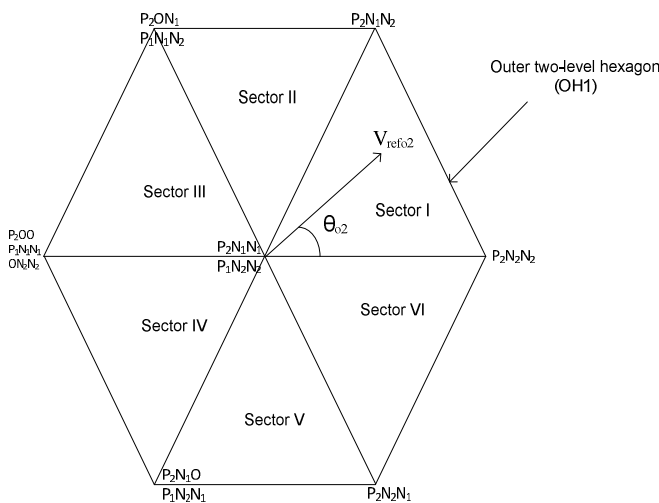 P₂ON₁
P₁N₁N₂
P₂N₁N₂
Outer two-level hexagon
(OH1)
Sector II
Vrefo2
Sector III
Sector I
θo2
P₂OO
P₁N₁N₁
ON₂N₂
P₂N₁N₁
P₁N₂N₂
P₂N₂N₂
Sector IV
Sector VI
Sector V
P₂N₁O
P₁N₂N₁
P₂N₂N₁